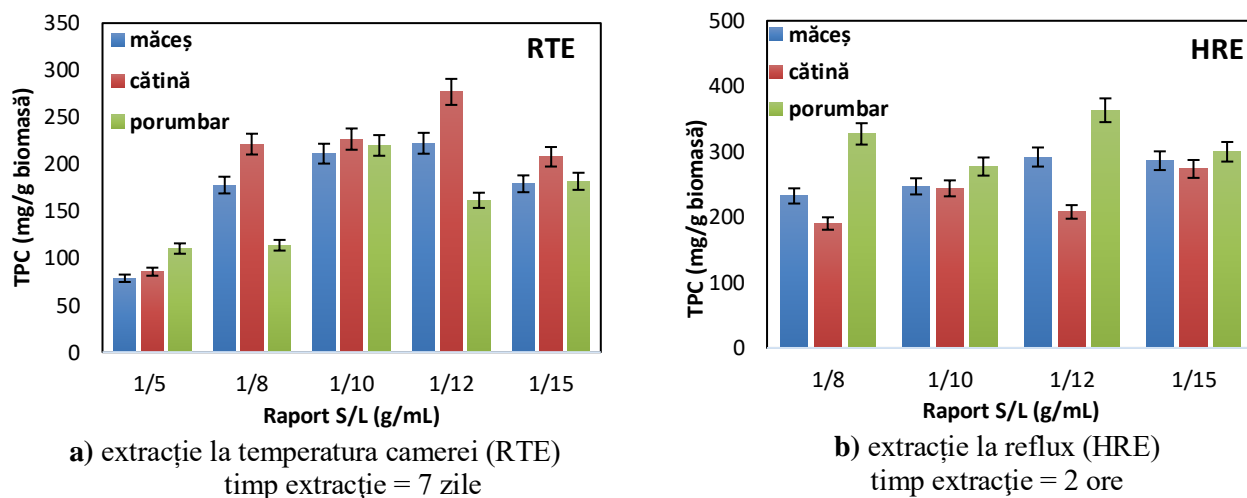 350
300
250
200
150
100
50
0
TPC (mg/g biomasă)
măceș
cătină
porumbar
RTE
1/5 1/8 1/10 1/12 1/15
Raport S/L (g/mL)
a) extracție la temperatura camerei (RTE)
timp extracţie = 7 zile
500
400
300
200
100
0
TPC (mg/g biomasă)
măceș
cătină
porumbar
HRE
1/8 1/10 1/12 1/15
Raport S/L (g/mL)
b) extracție la reflux (HRE)
timp extracţie = 2 ore